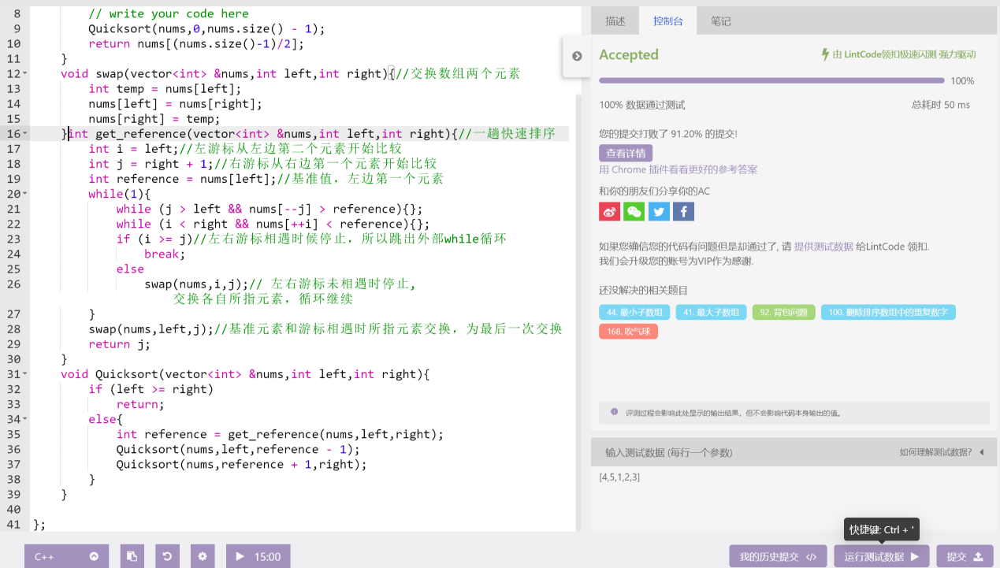 8 // write your code here
9 Quicksort(nums,0,nums.size() - 1);
10 return nums[(nums.size()-1)/2];
11 }
12 void swap(vector<int> &nums,int left,int right){//交换数组两个元素
13 int temp = nums[left];
14 nums[left] = nums[right];
15 nums[right] = temp;
16 }int get_reference(vector<int> &nums,int left,int right){//一趟快速排序
17 int i = left;//左游标从左边第二个元素开始比较
18 int j = right + 1;//右游标从右边第一个元素开始比较
19 int reference = nums[left];//基准值，左边第一个元素
20 while(1){
21 while (j > left && nums[--j] > reference){};
22 while (i < right && nums[++i] < reference){};
23 if (i >= j)//左右游标相遇时候停止，所以跳出外部while循环
24 break;
25 else
26 swap(nums,i,j);// 左右游标未相遇时停止,
交换各自所指元素，循环继续
27 }
28 swap(nums,left,j);//基准元素和游标相遇时所指元素交换，为最后一次交换
29 return j;
30 }
31 void Quicksort(vector<int> &nums,int left,int right){
32 if (left >= right)
33 return;
34 else{
35 int reference = get_reference(nums,left,right);
36 Quicksort(nums,left,reference - 1);
37 Quicksort(nums,reference + 1,right);
38 }
39 }
40
41 };
C++
15:00
描述 控制台 笔记
Accepted
由 LintCode领扣极速闪测 强力驱动
100%
100% 数据通过测试 总耗时 50 ms
您的提交打败了 91.20% 的提交!
查看详情
用 Chrome 插件看看更好的参考答案
和你的朋友们分享你的AC
如果您确信您的代码有问题但是却通过了, 请 提供测试数据 给LintCode 领扣.
我们会升级您的账号为VIP作为感谢.
还没解决的相关题目
44. 最小子数组 41. 最大子数组 92. 背包问题 100. 删除排序数组中的重复数字
168. 吹气球
评测过程会影响此处显示的输出结果，但不会影响代码本身输出的值。
输入测试数据 (每行一个参数) 如何理解测试数据?
[4,5,1,2,3]
快捷键: Ctrl + '
我的历史提交 运行测试数据 提交